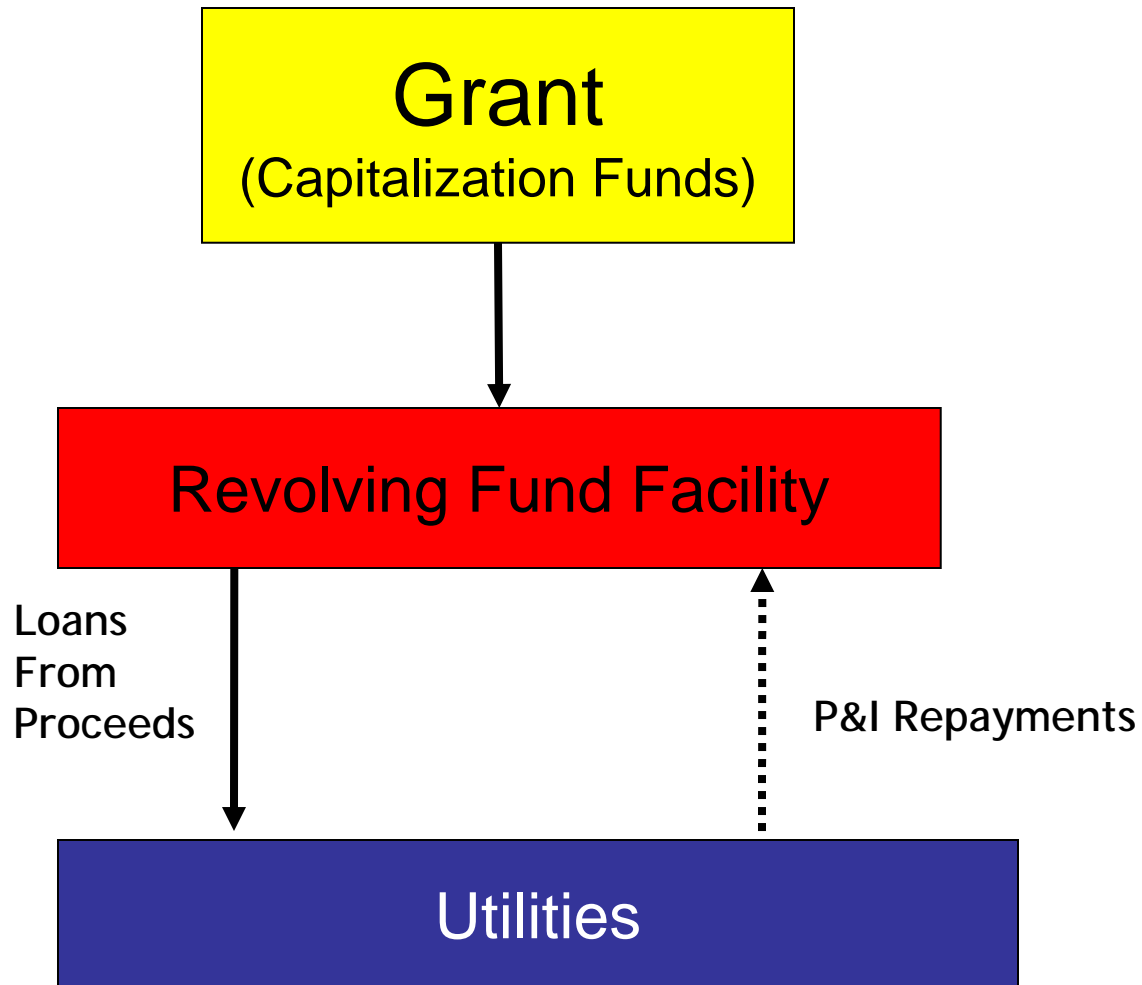 Grant
(Capitalization Funds)
Revolving Fund Facility
Loans
From
Proceeds
P&I Repayments
Utilities